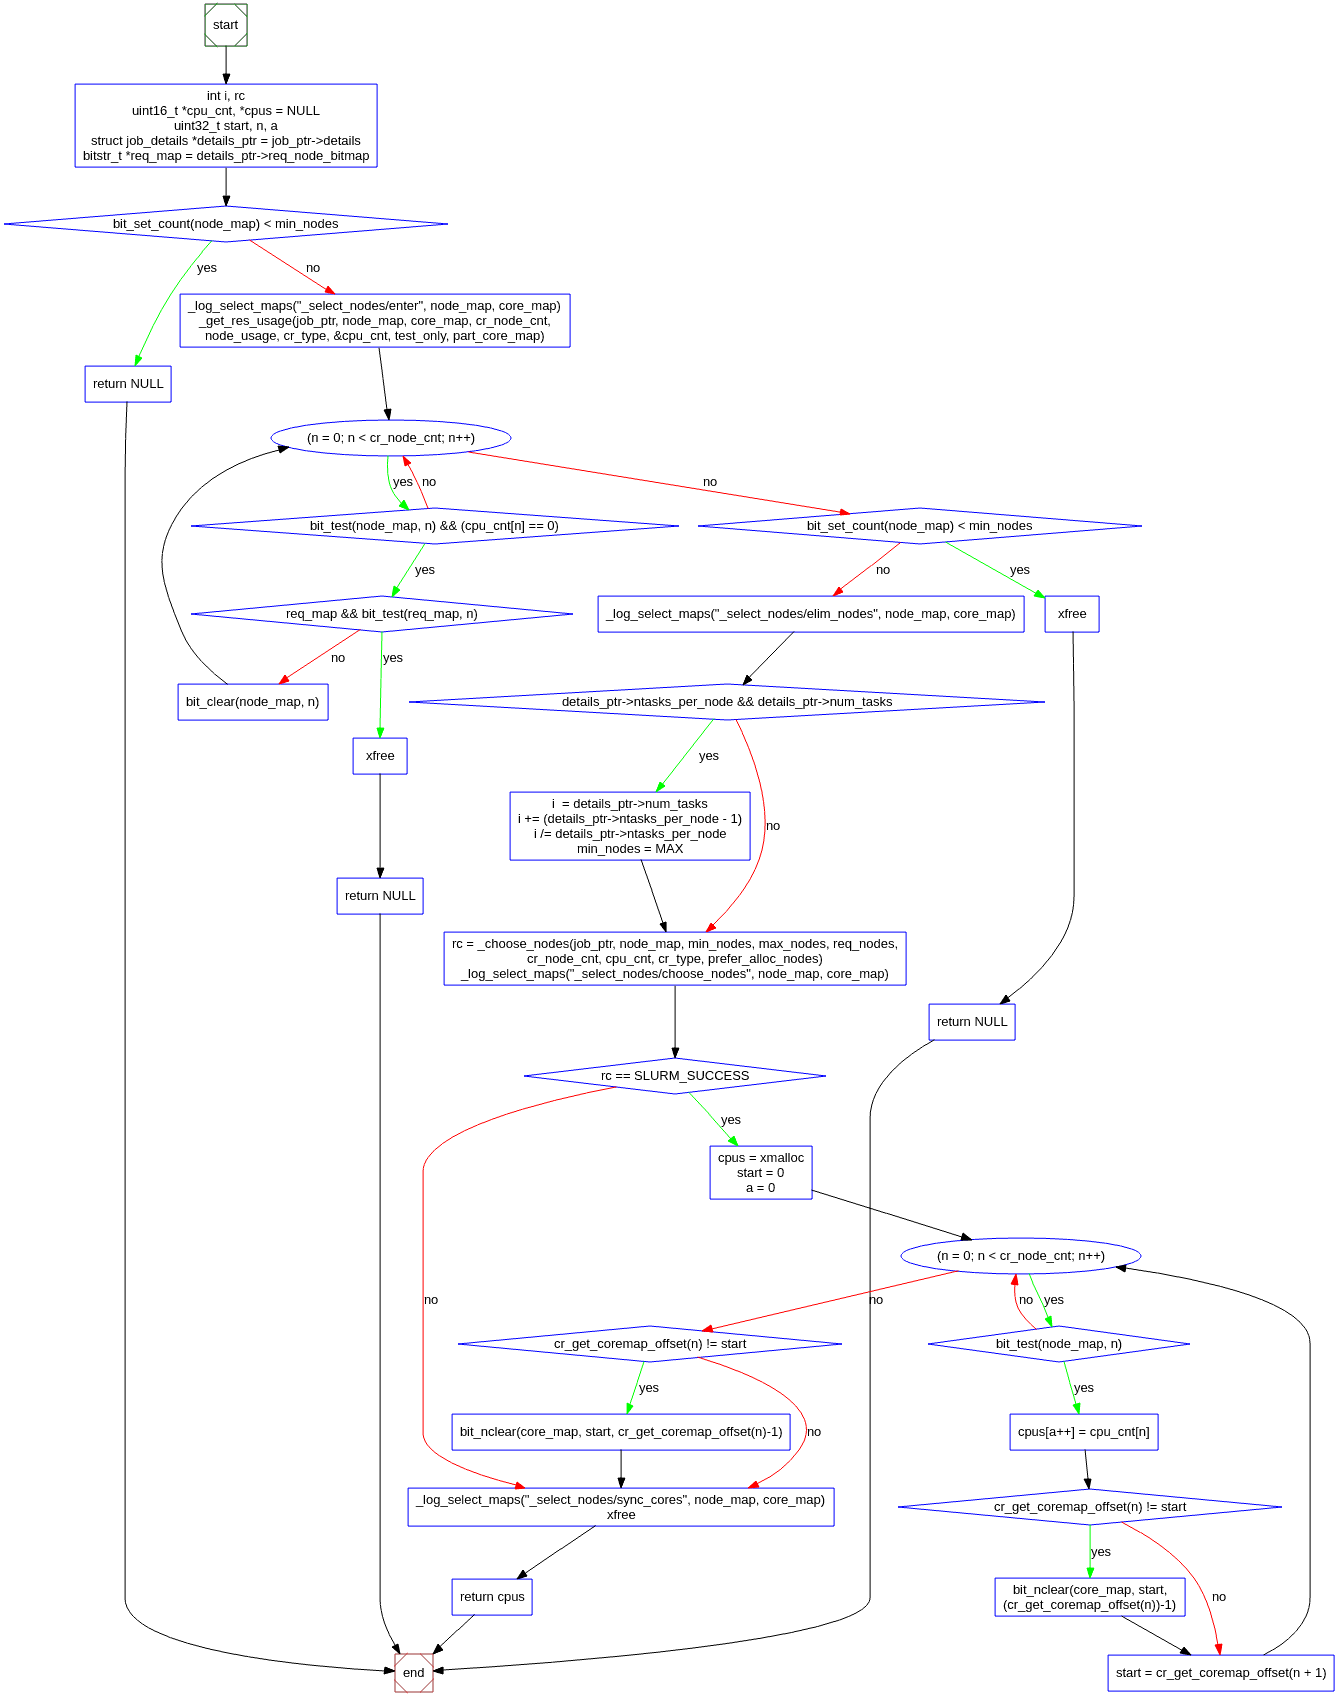 start
int i, rc
uint16_t *cpu_cnt, *cpus = NULL
uint32_t start, n, a
struct job_details *details_ptr = job_ptr->details
bitstr_t *req_map = details_ptr->req_node_bitmap
bit_set_count(node_map) < min_nodes
yes
no
_log_select_maps("_select_nodes/enter", node_map, core_map)
_get_res_usage(job_ptr, node_map, core_map, cr_node_cnt,
node_usage, cr_type, &cpu_cnt, test_only, part_core_map)
return NULL
(n = 0; n < cr_node_cnt; n++)
yes
no
no
bit_test(node_map, n) && (cpu_cnt[n] == 0)
bit_set_count(node_map) < min_nodes
yes
no
yes
req_map && bit_test(req_map, n)
_log_select_maps("_select_nodes/elim_nodes", node_map, core_map)
xfree
no
yes
bit_clear(node_map, n)
details_ptr->ntasks_per_node && details_ptr->num_tasks
xfree
yes
no
i  = details_ptr->num_tasks
i += (details_ptr->ntasks_per_node - 1)
i /= details_ptr->ntasks_per_node
min_nodes = MAX
return NULL
rc = _choose_nodes(job_ptr, node_map, min_nodes, max_nodes, req_nodes,
cr_node_cnt, cpu_cnt, cr_type, prefer_alloc_nodes)
_log_select_maps("_select_nodes/choose_nodes", node_map, core_map)
return NULL
rc == SLURM_SUCCESS
yes
cpus = xmalloc
start = 0
a = 0
(n = 0; n < cr_node_cnt; n++)
no
no
no
yes
cr_get_coremap_offset(n) != start
bit_test(node_map, n)
yes
yes
bit_nclear(core_map, start, cr_get_coremap_offset(n)-1)
no
cpus[a++] = cpu_cnt[n]
_log_select_maps("_select_nodes/sync_cores", node_map, core_map)
xfree
cr_get_coremap_offset(n) != start
yes
no
return cpus
bit_nclear(core_map, start,
(cr_get_coremap_offset(n))-1)
end
start = cr_get_coremap_offset(n + 1)